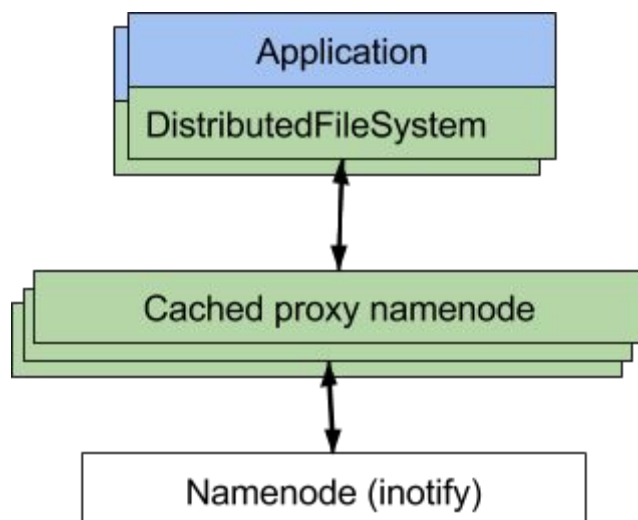 Application
DistributedFileSystem
Cached proxy namenode
Namenode (inotify)